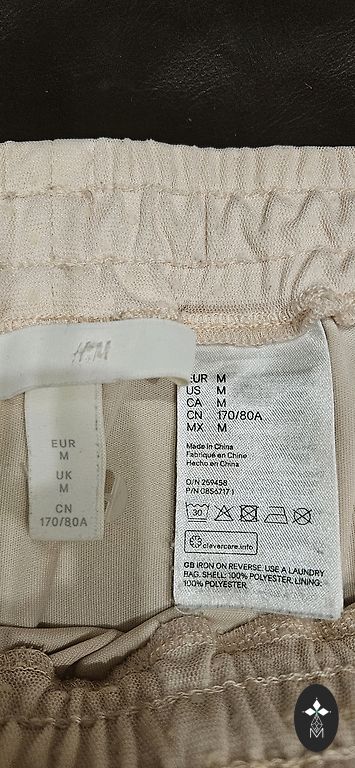 H&M
EUR
M
UK
M
CN
170/80A
EUR M
US M
CA M
CN 170/80A
MX M
Made in China
Fabriqué en Chine
Hecho en China
O/N 259458
P/N 0856717 1
30
clevercare.info
GB IRON ON REVERSE. USE A LAUNDRY
BAG. SHELL: 100% POLYESTER. LINING:
100% POLYESTER.
M